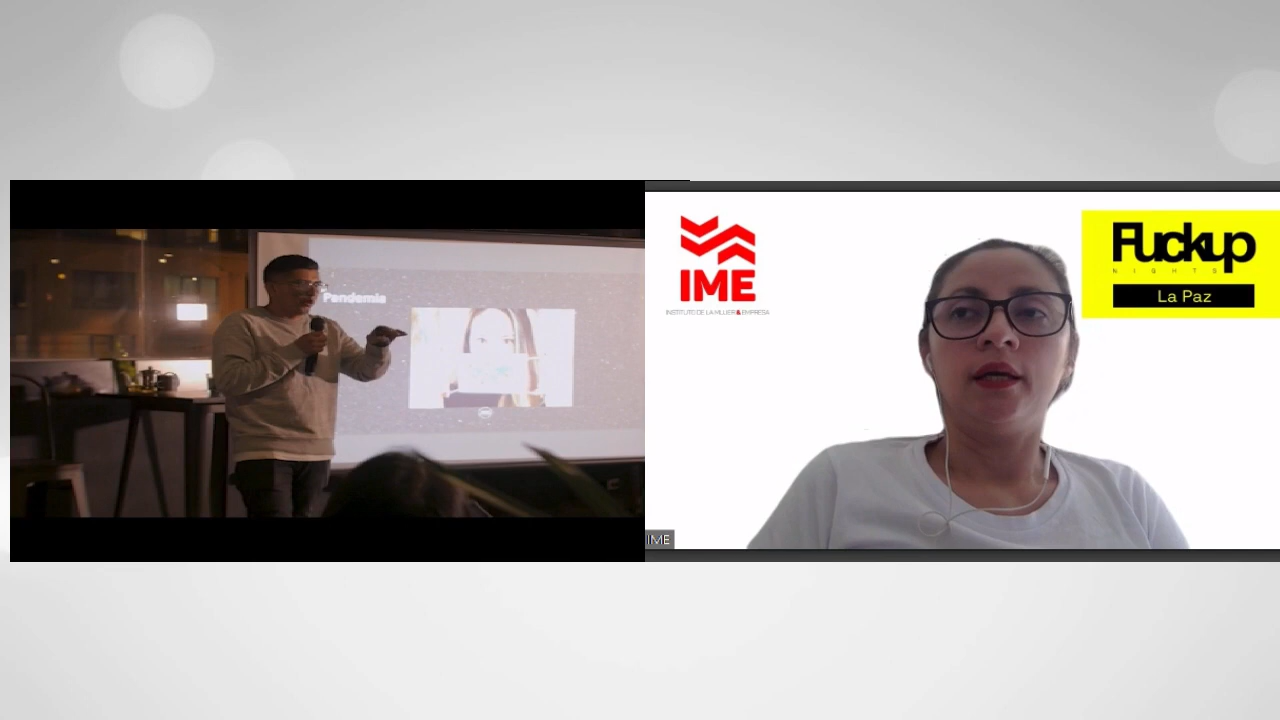 Pandemia
IME
INSTITUTO DE LA MUJER & EMPRESA
Fuckup
NIGHTS
La Paz
IME